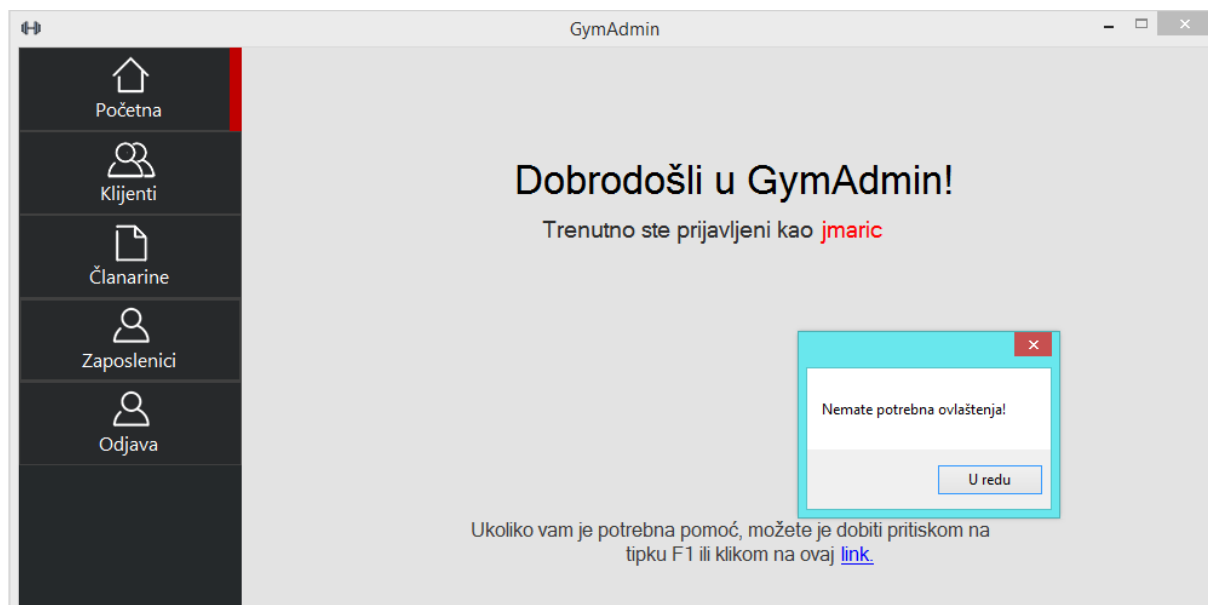 GymAdmin
Početna
Klijenti
Članarine
Zaposlenici
Odjava
Dobrodošli u GymAdmin!
Trenutno ste prijavljeni kao jmaric
Nemate potrebna ovlaštenja!
U redu
Ukoliko vam je potrebna pomoć, možete je dobiti pritiskom na
tipku F1 ili klikom na ovaj link.